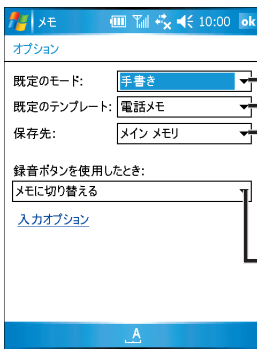 メモ 10:00 ok
オプション
既定のモード: 手書き
既定のテンプレート: 電話メモ
保存先: メイン メモリ
録音ボタンを使用したとき:
メモに切り替える
入力オプション
A